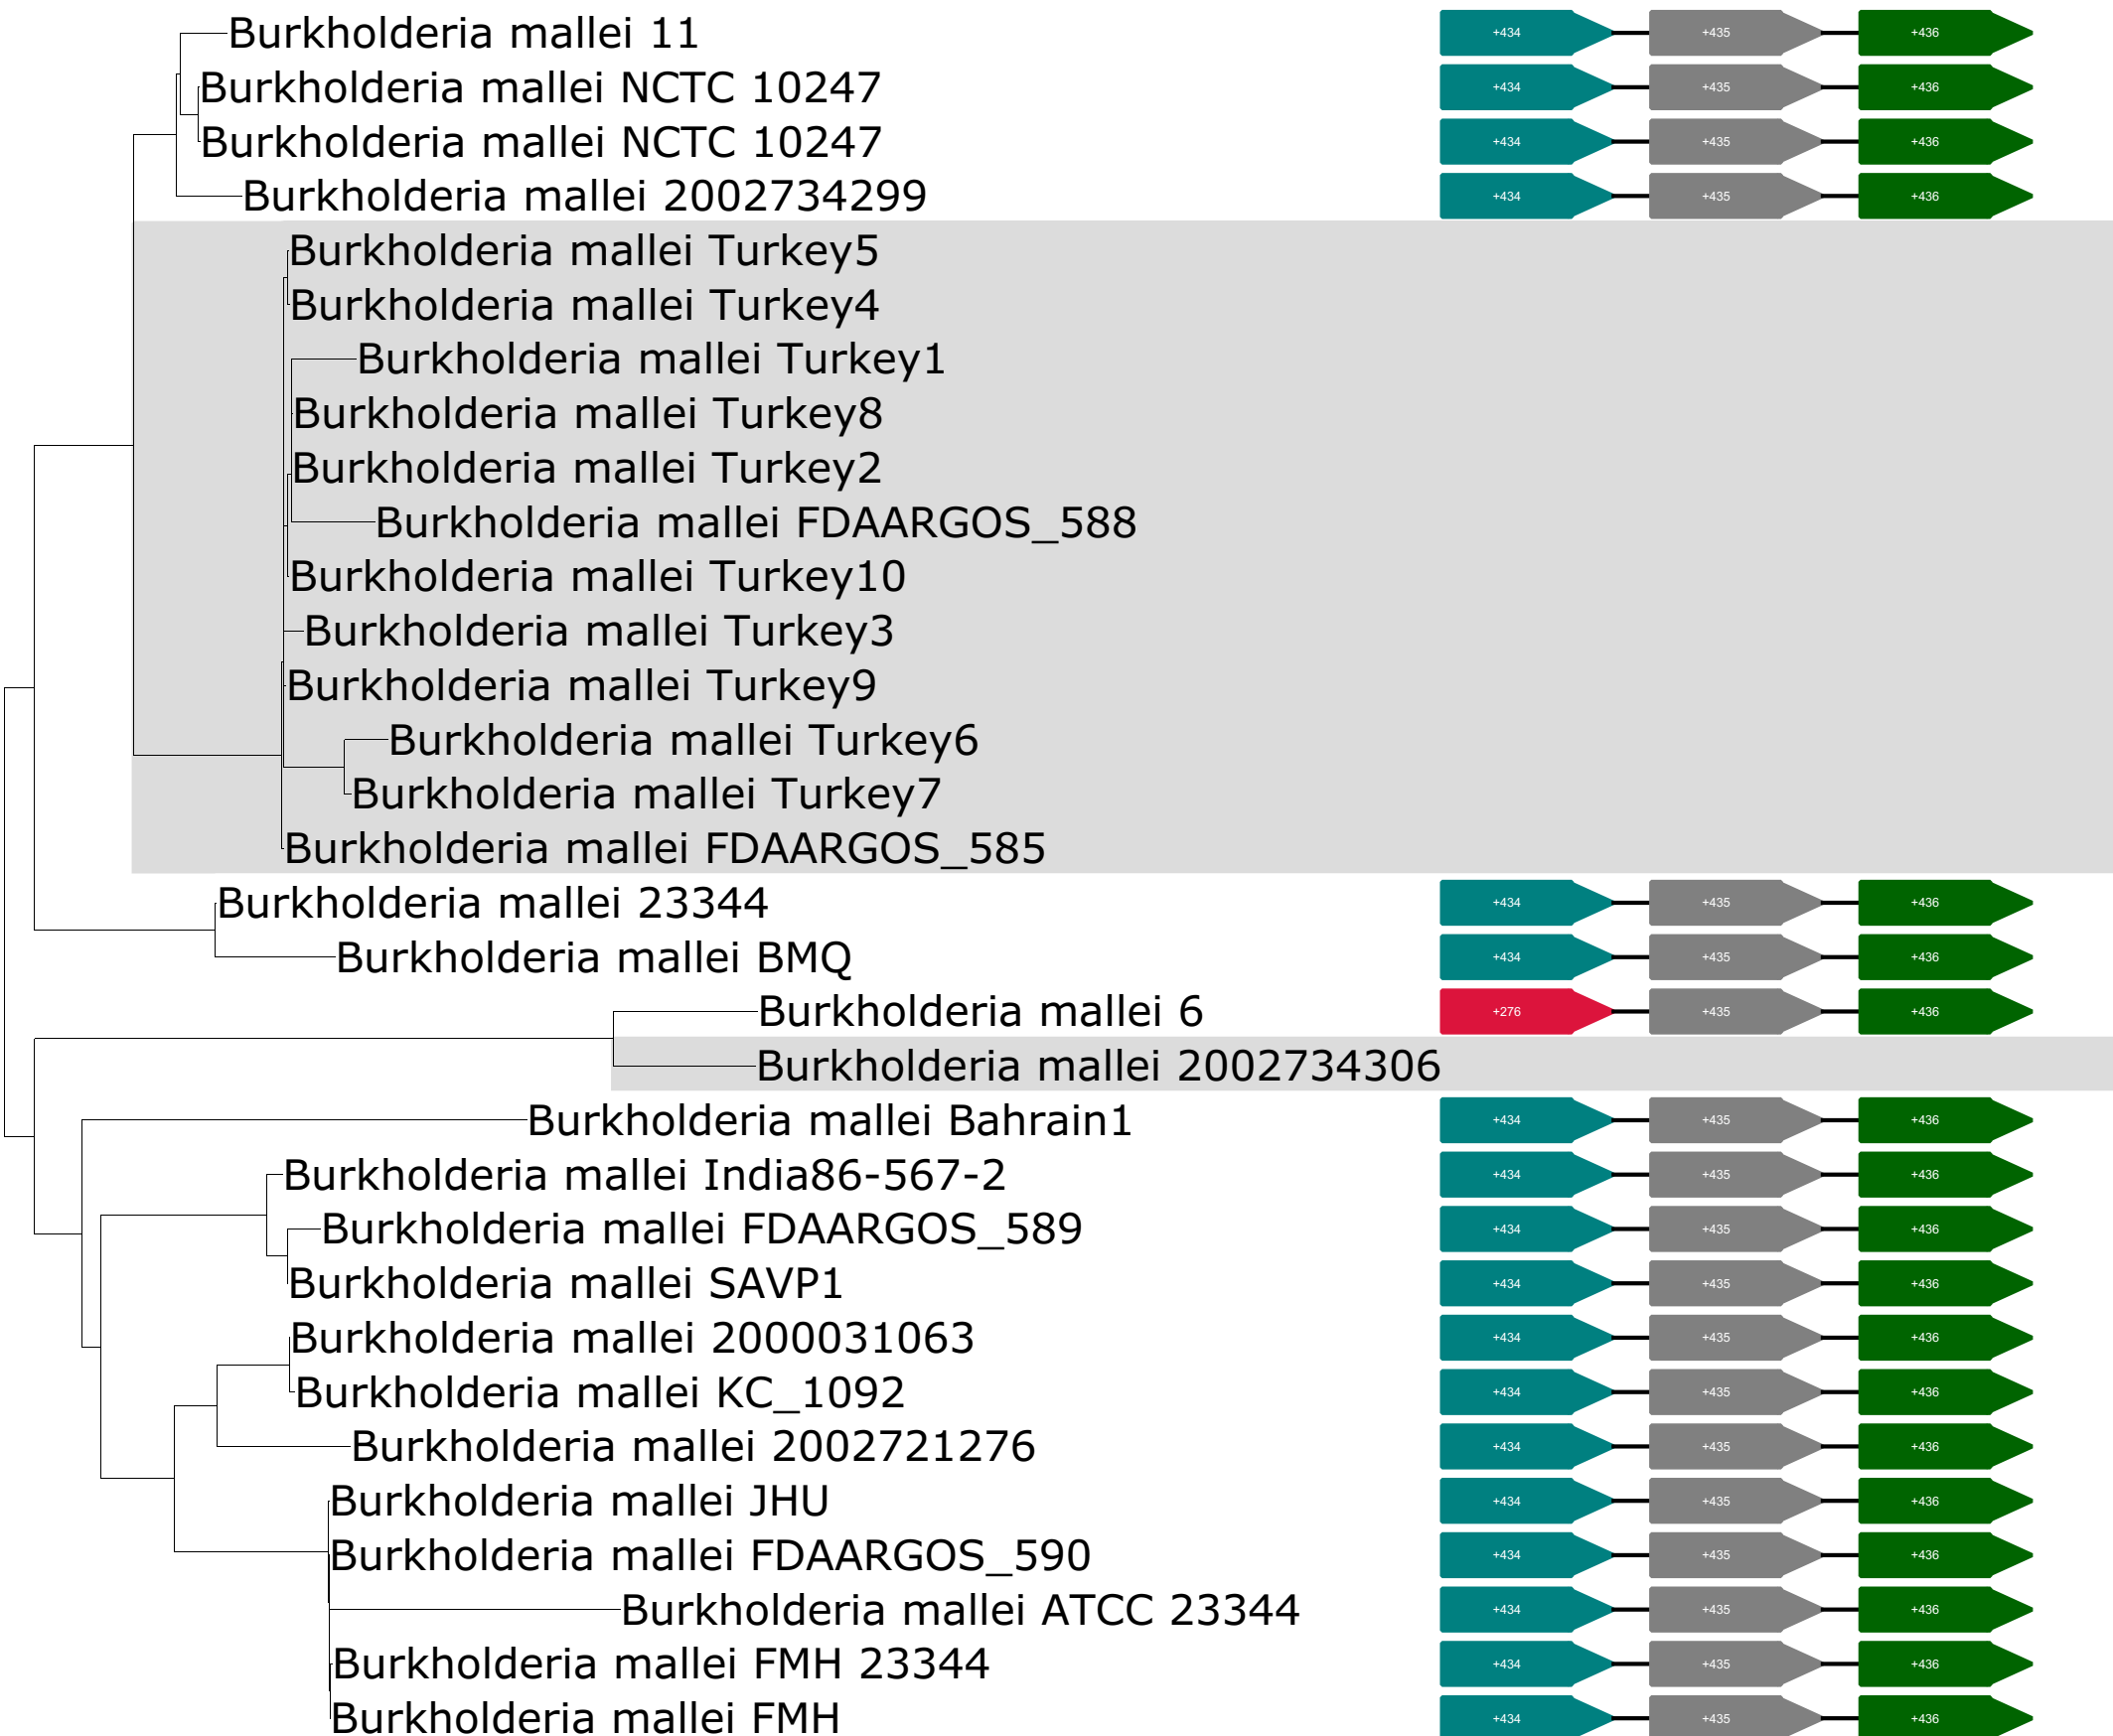 Burkholderia mallei 11 +434 +435 +436
Burkholderia mallei NCTC 10247 +434 +435 +436
Burkholderia mallei NCTC 10247 +434 +435 +436
Burkholderia mallei 2002734299 +434 +435 +436
Burkholderia mallei Turkey5
Burkholderia mallei Turkey4
Burkholderia mallei Turkey1
Burkholderia mallei Turkey8
Burkholderia mallei Turkey2
Burkholderia mallei FDAARGOS_588
Burkholderia mallei Turkey10
Burkholderia mallei Turkey3
Burkholderia mallei Turkey9
Burkholderia mallei Turkey6
Burkholderia mallei Turkey7
Burkholderia mallei FDAARGOS_585
Burkholderia mallei 23344 +434 +435 +436
Burkholderia mallei BMQ +434 +435 +436
Burkholderia mallei 6 +276 +435 +436
Burkholderia mallei 2002734306
Burkholderia mallei Bahrain1 +434 +435 +436
Burkholderia mallei India86-567-2 +434 +435 +436
Burkholderia mallei FDAARGOS_589 +434 +435 +436
Burkholderia mallei SAVP1 +434 +435 +436
Burkholderia mallei 2000031063 +434 +435 +436
Burkholderia mallei KC_1092 +434 +435 +436
Burkholderia mallei 2002721276 +434 +435 +436
Burkholderia mallei JHU +434 +435 +436
Burkholderia mallei FDAARGOS_590 +434 +435 +436
Burkholderia mallei ATCC 23344 +434 +435 +436
Burkholderia mallei FMH 23344 +434 +435 +436
Burkholderia mallei FMH +434 +435 +436